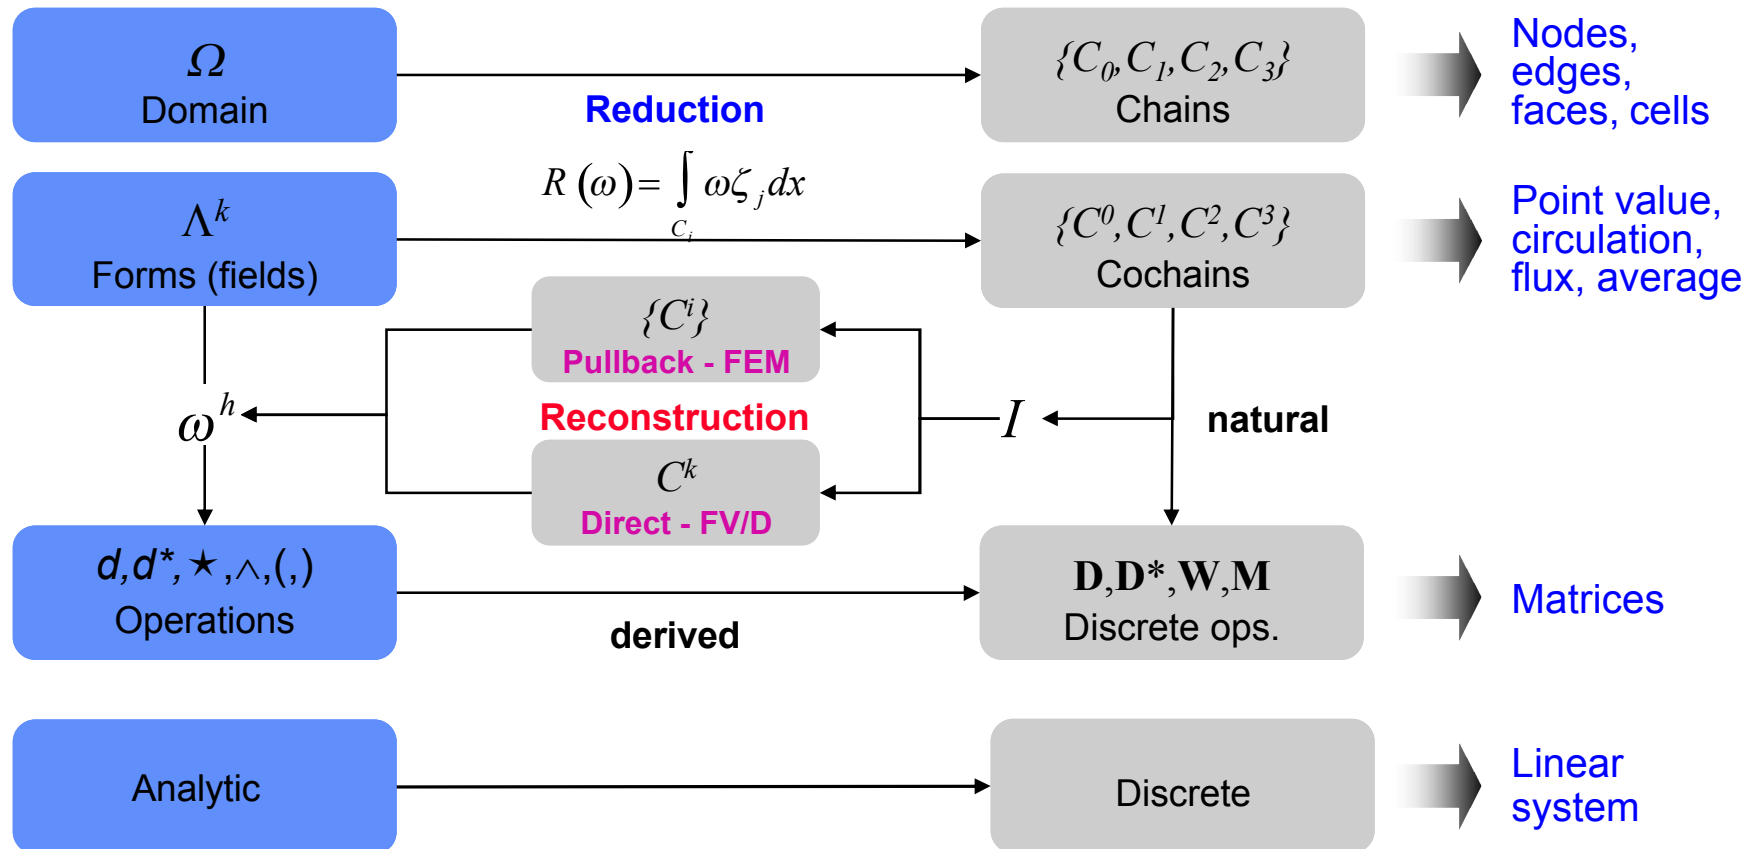 Ω
Domain
Reduction
{C₀,C₁,C₂,C₃}
Chains
Nodes,
edges,
faces, cells
R (ω) = ∫_{C_i} ωζ_j dx
Λᵏ
Forms (fields)
{C⁰,C¹,C²,C³}
Cochains
Point value,
circulation,
flux, average
{Cⁱ}
Pullback - FEM
ωʰ
Reconstruction
I
natural
Cᵏ
Direct - FV/D
d,d*,★,∧,(,)
Operations
derived
D,D*,W,M
Discrete ops.
Matrices
Analytic
Discrete
Linear
system